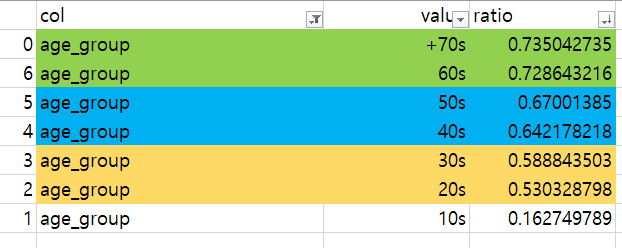 col valu ratio
0 age_group +70s 0.735042735
6 age_group 60s 0.728643216
5 age_group 50s 0.67001385
4 age_group 40s 0.642178218
3 age_group 30s 0.588843503
2 age_group 20s 0.530328798
1 age_group 10s 0.162749789